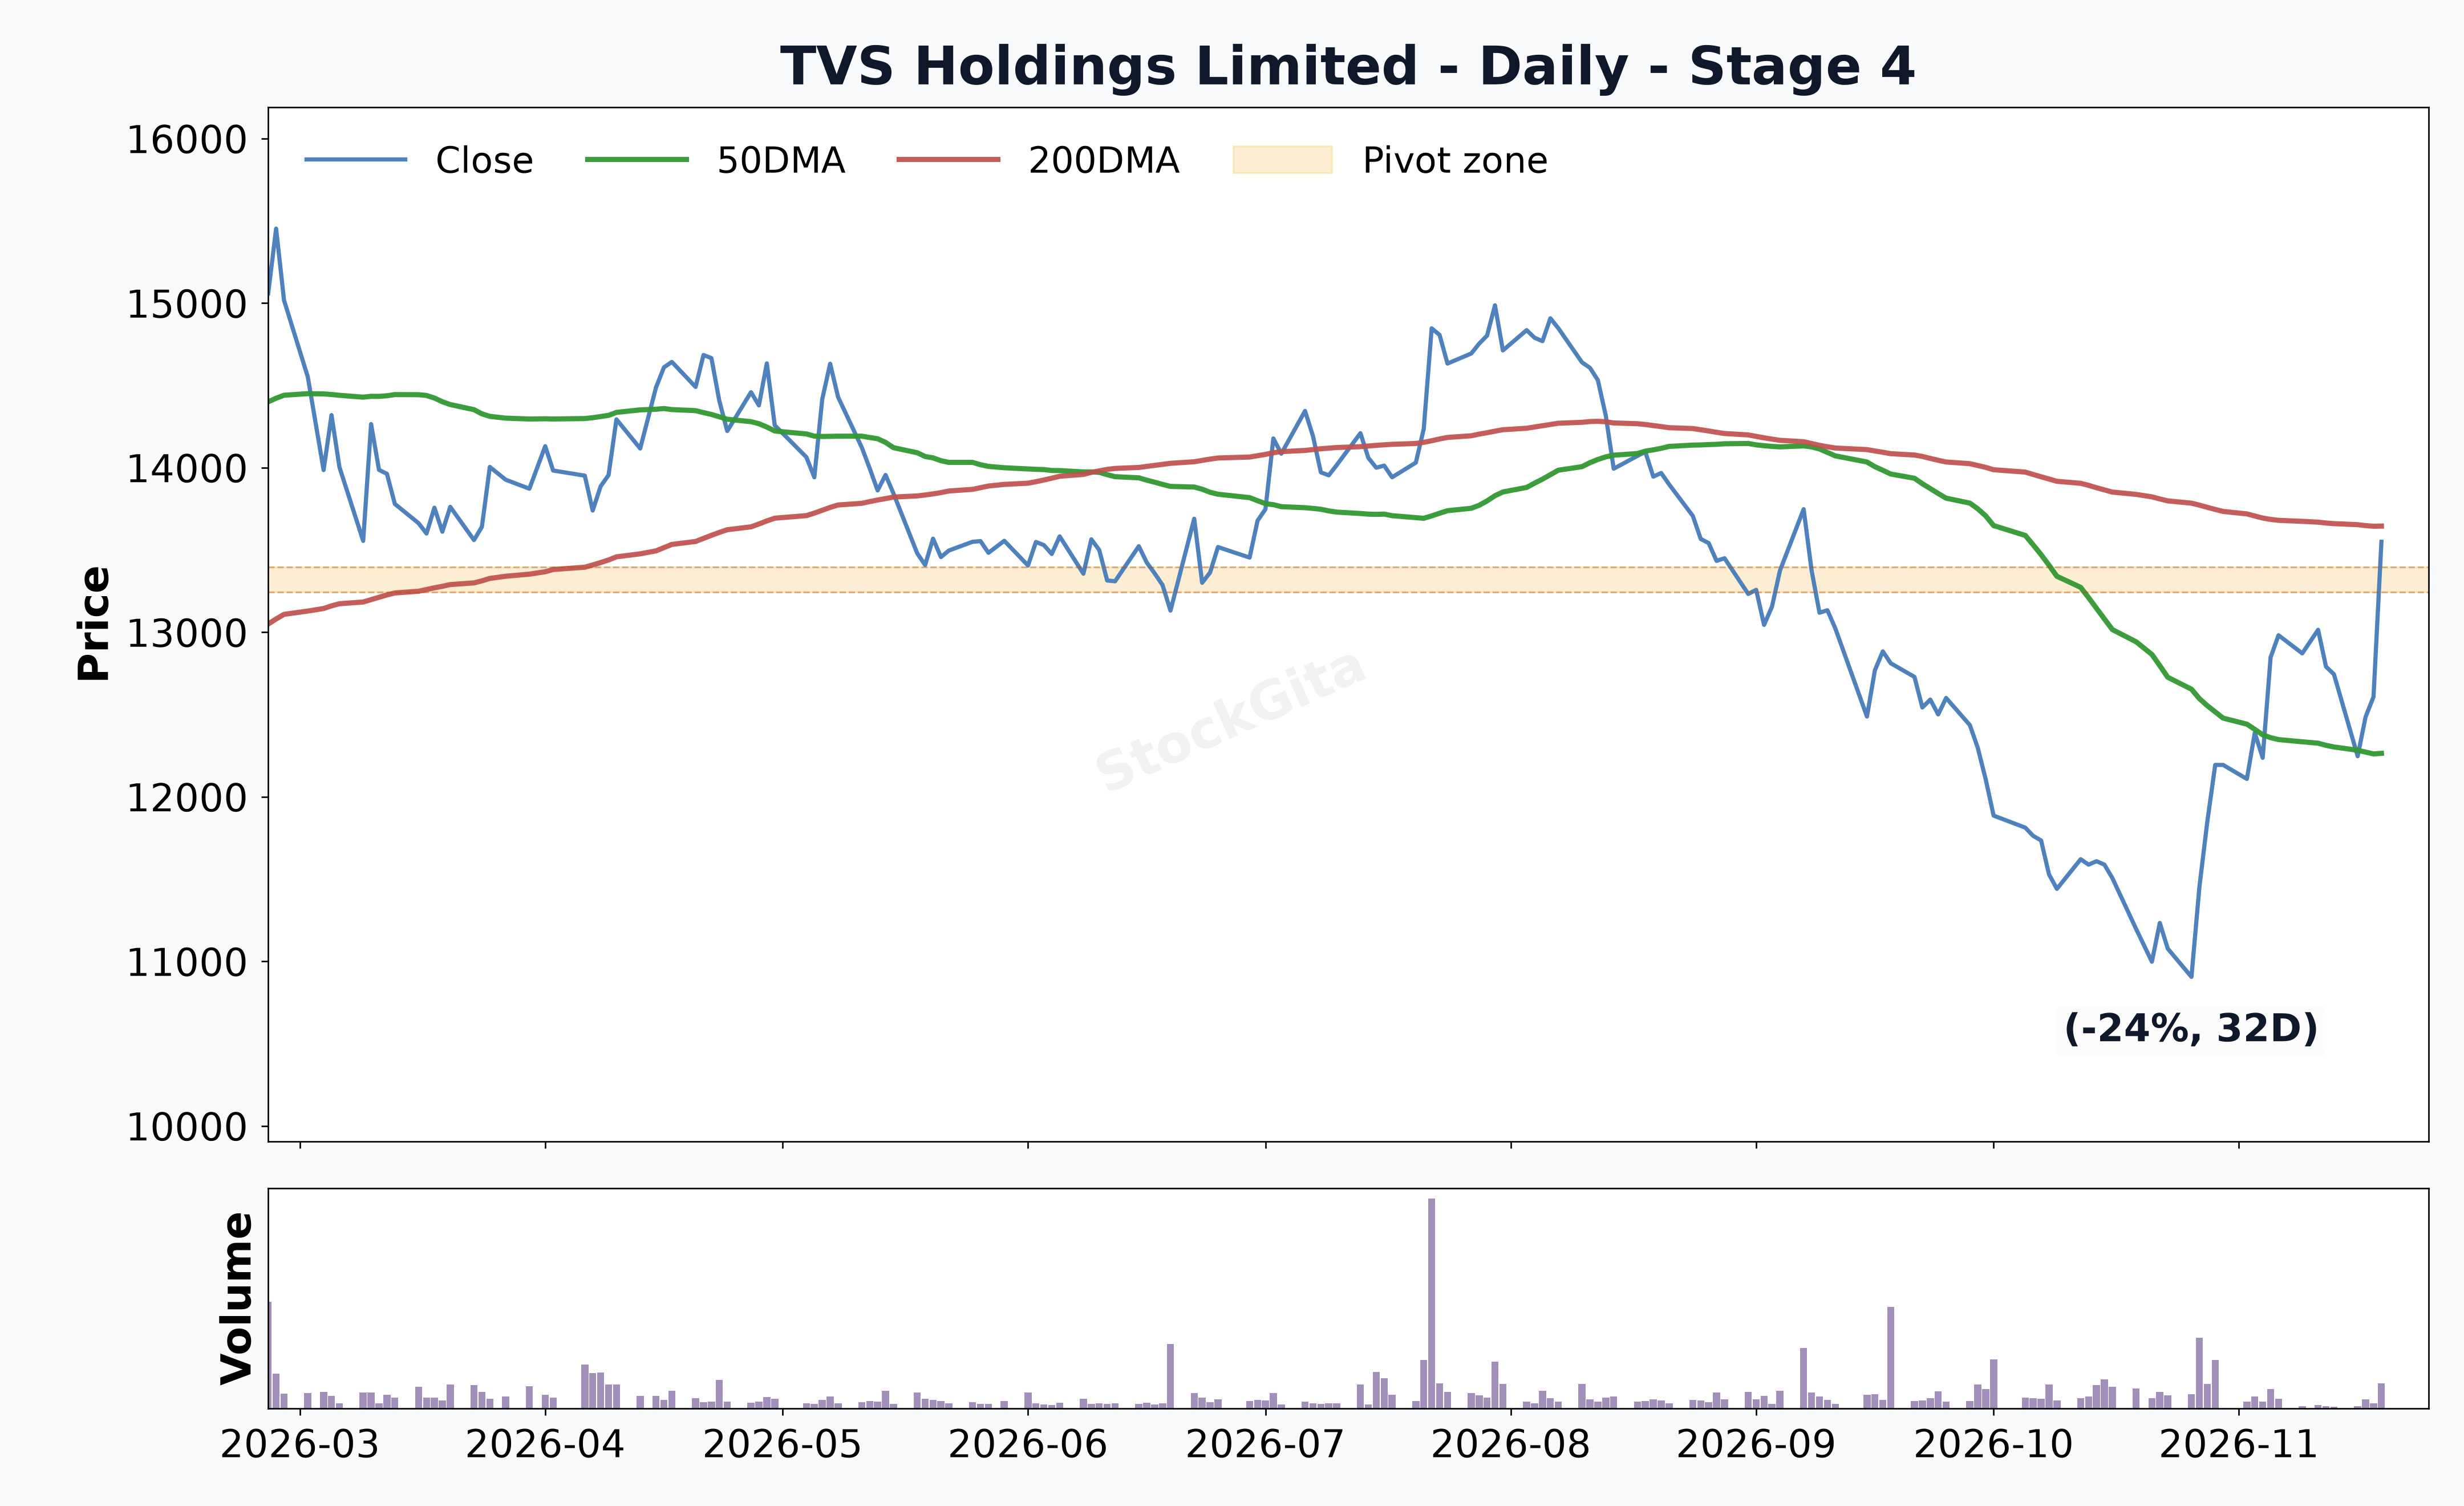 TVS Holdings Limited - Daily - Stage 4
Close 50DMA 200DMA Pivot zone
16000
15000
14000
13000
12000
11000
10000
Price
StockGita
(-24%, 32D)
Volume
2026-03 2026-04 2026-05 2026-06 2026-07 2026-08 2026-09 2026-10 2026-11